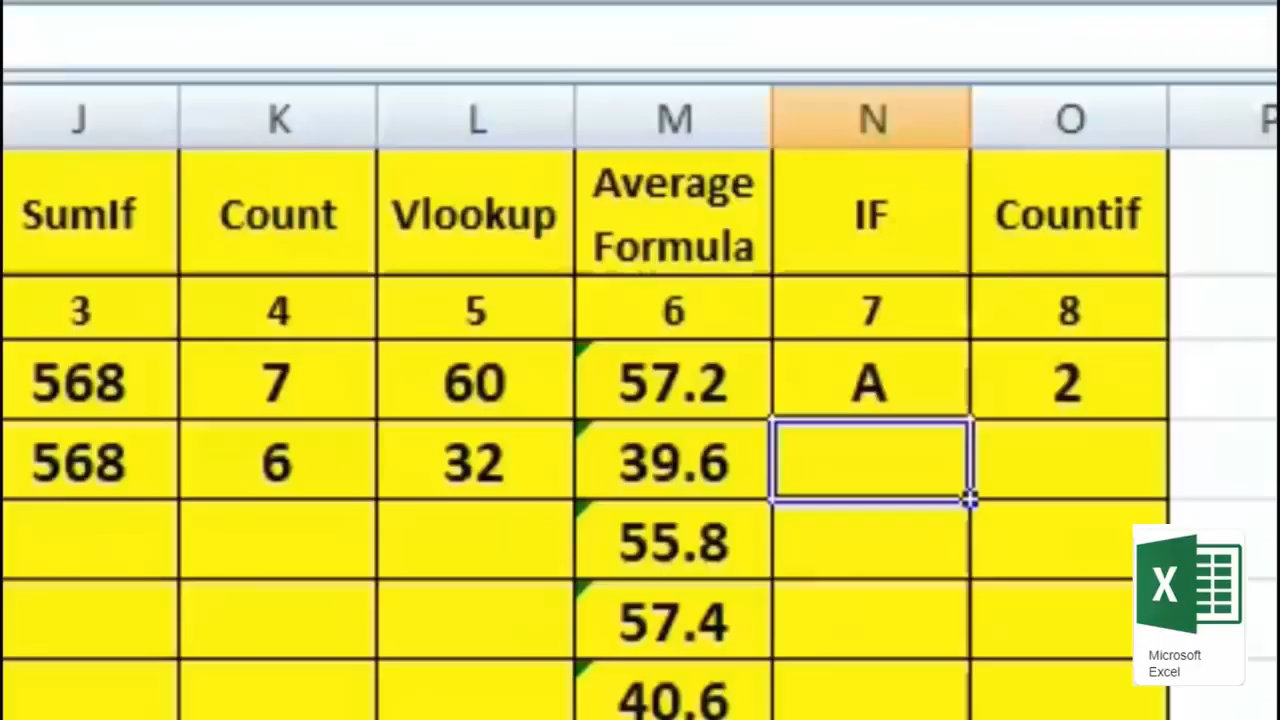 J K L M N O P
SumIf Count Vlookup Average Formula IF Countif
3 4 5 6 7 8
568 7 60 57.2 A 2
568 6 32 39.6
55.8
57.4
40.6
X
Microsoft
Excel